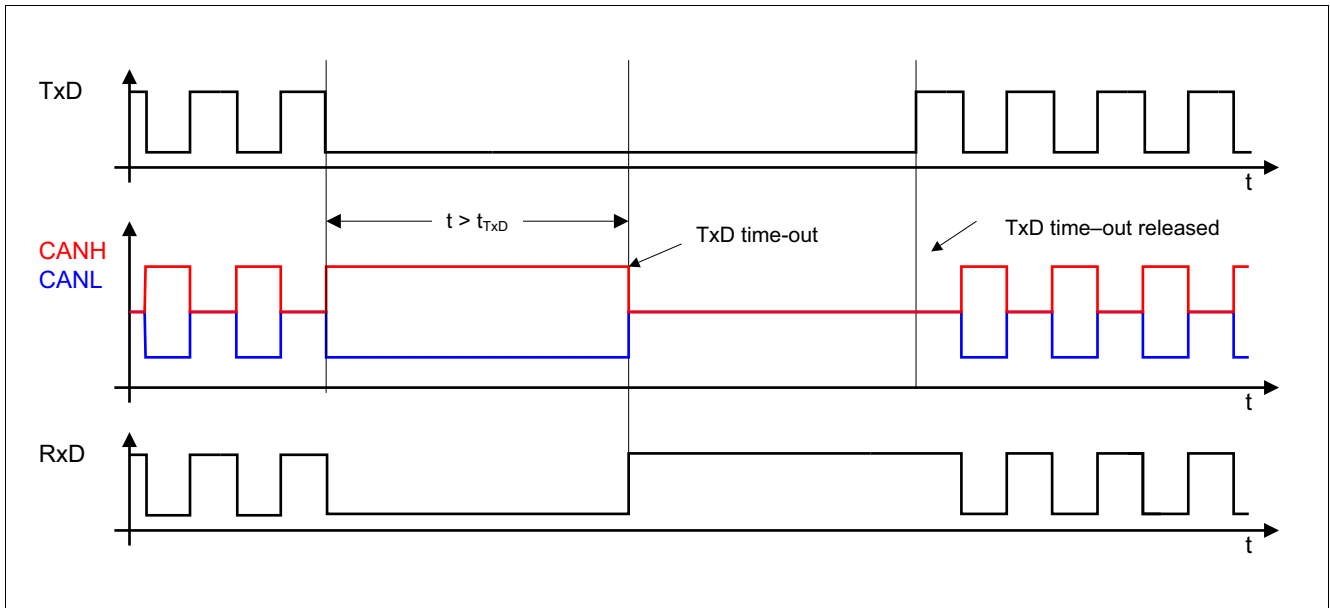 TxD
t
t > tTxD
TxD time-out
TxD time–out released
CANH
CANL
t
RxD
t